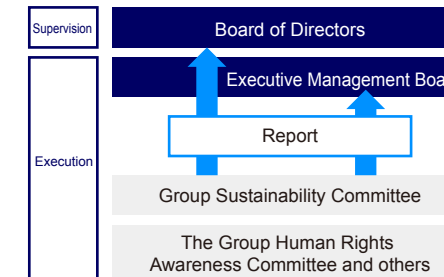 Supervision
Board of Directors
Executive Management Boa
Report
Execution
Group Sustainability Committee
The Group Human Rights
Awareness Committee and others